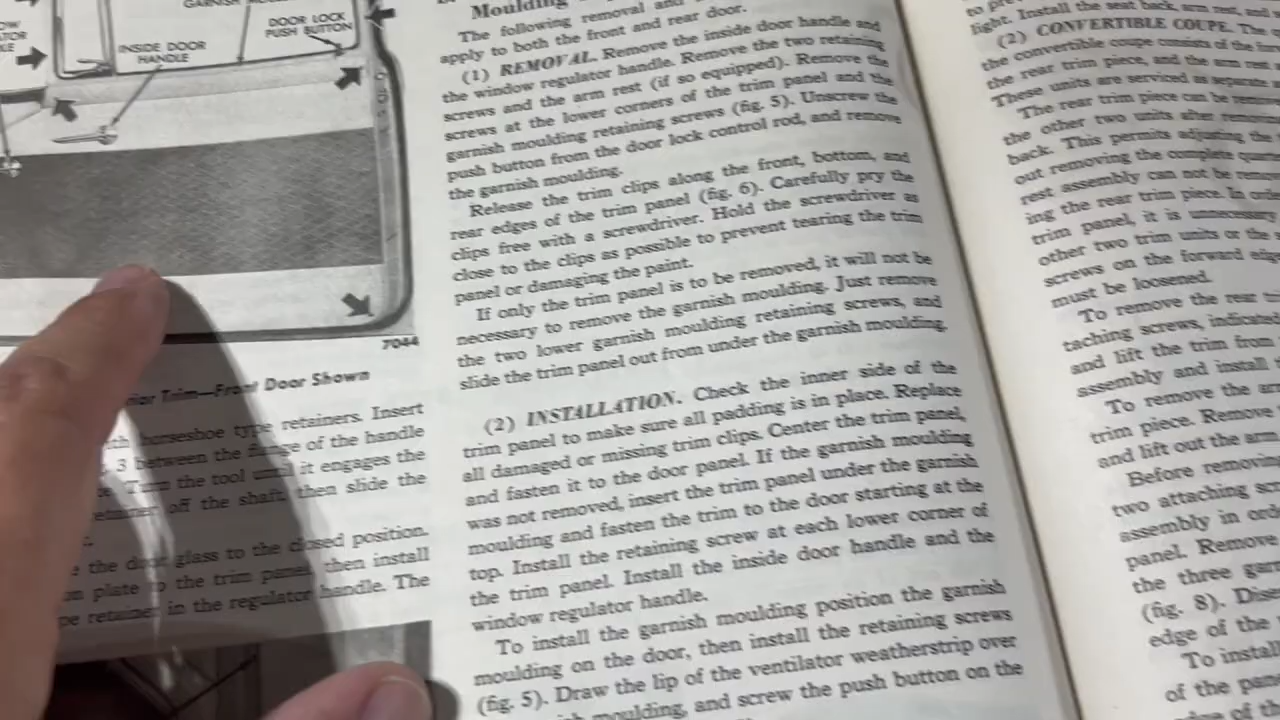 GARNISH
DOOR LOCK
PUSH BUTTON
INSIDE DOOR
HANDLE
7044
Trim—Front Door Shown
horseshoe type retainers. Insert
3 between the of the handle
the tool it engages the
off the shaft, then slide the
the door glass to the closed position.
plate the trim then install
retainer in the regulator handle. The
Moulding
The following removal and
apply to both the front and rear door.
(1) REMOVAL. Remove the inside door handle and
the window regulator handle. Remove the two retaining
screws and the arm rest (if so equipped). Remove the
screws at the lower corners of the trim panel and the
garnish moulding retaining screws (fig. 5). Unscrew the
push button from the door lock control rod, and remove
the garnish moulding.
Release the trim clips along the front, bottom, and
rear edges of the trim panel (fig. 6). Carefully pry the
clips free with a screwdriver. Hold the screwdriver as
close to the clips as possible to prevent tearing the trim
panel or damaging the paint.
If only the trim panel is to be removed, it will not be
necessary to remove the garnish moulding. Just remove
the two lower garnish moulding retaining screws, and
slide the trim panel out from under the garnish moulding.
(2) INSTALLATION. Check the inner side of the
trim panel to make sure all padding is in place. Replace
all damaged or missing trim clips. Center the trim panel,
and fasten it to the door panel. If the garnish moulding
was not removed, insert the trim panel under the garnish
moulding and fasten the trim to the door starting at the
top. Install the retaining screw at each lower corner of
the trim panel. Install the inside door handle and the
window regulator handle.
To install the garnish moulding position the garnish
moulding on the door, then install the retaining screws
(fig. 5). Draw the lip of the ventilator weatherstrip over
moulding, and screw the push button on the
light. Install the seat back, arm rest, and
(2) CONVERTIBLE COUPE. The
the convertible coupe consists of the
the rear trim piece, and the arm rest
These units are serviced as separate
The rear trim piece can be
the other two units after
back. This permits adjusting the
out removing the complete
rest assembly can not be
ing the rear trim piece.
trim panel, it is unnecessary
other two trim units or the
screws on the forward edge
must be loosened.
To remove the rear
taching screws, indicated
and lift the trim from
assembly and install
To remove the
trim piece. Remove
and lift out the arm
Before removing
two attaching
assembly in
panel. Remove
the three
(fig. 8).
edge of the
To install
of the
of the